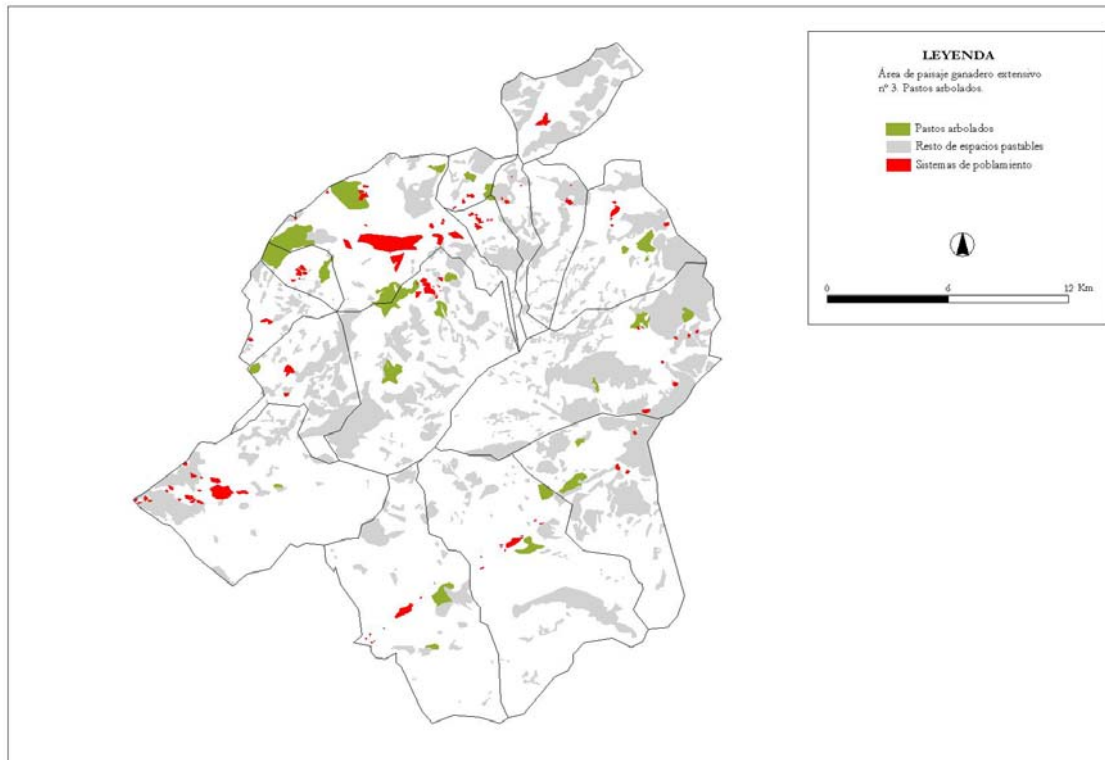 LEYENDA
Área de paisaje ganadero extensivo
nº 3. Pastos arbolados.
Pastos arbolados
Resto de espacios pastables
Sistemas de poblamiento
0 6 12 Km